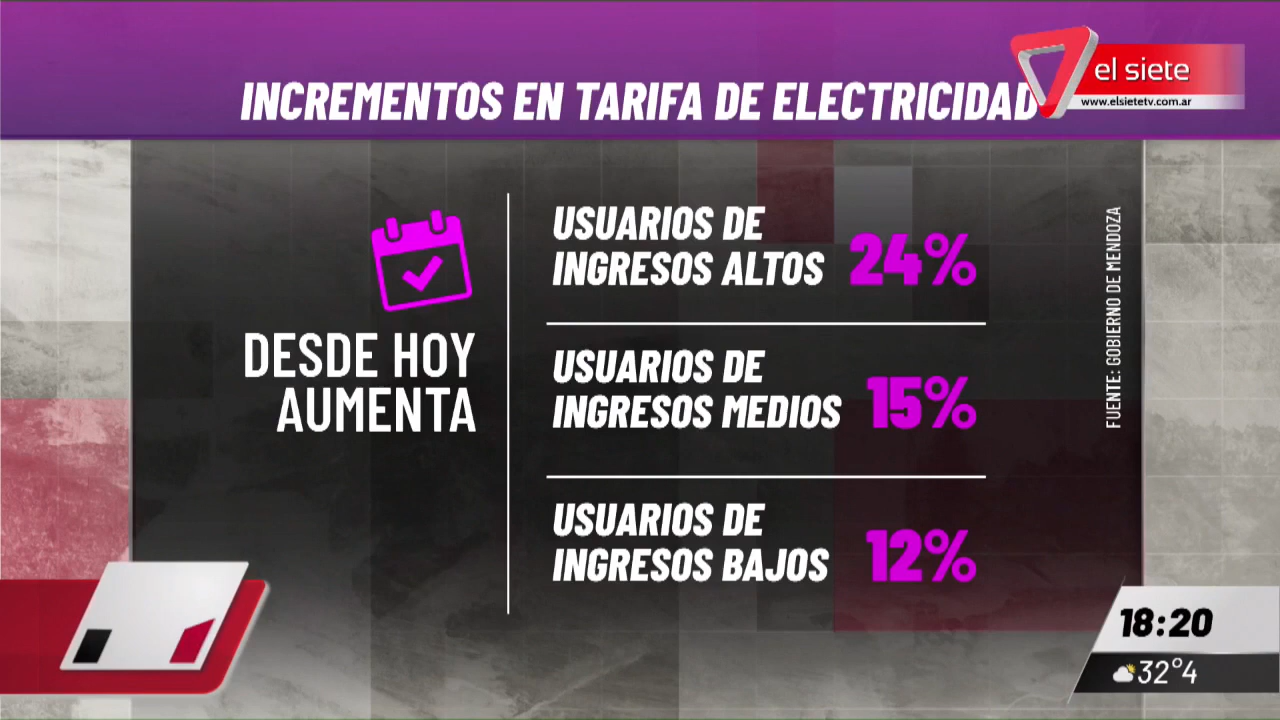 INCREMENTOS EN TARIFA DE ELECTRICIDAD
el siete
www.elsietetv.com.ar
DESDE HOY
AUMENTA
USUARIOS DE
INGRESOS ALTOS
24%
USUARIOS DE
INGRESOS MEDIOS
15%
USUARIOS DE
INGRESOS BAJOS
12%
FUENTE: GOBIERNO DE MENDOZA
18:20
32°4